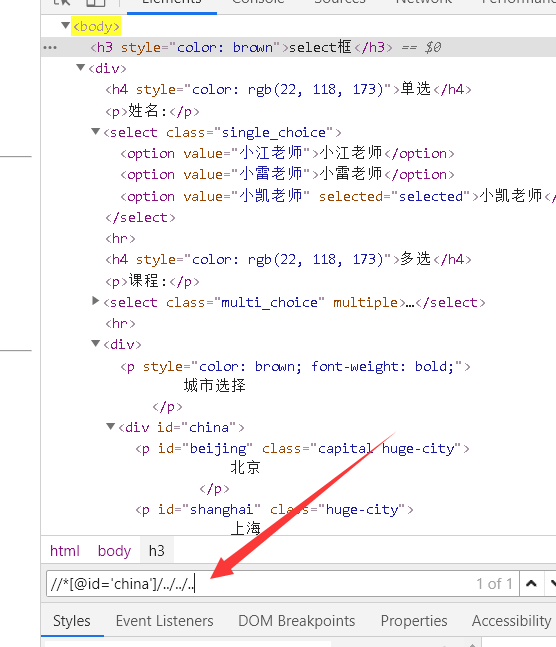 Elements Console Sources Network Performance
▼<body>
··· <h3 style="color: brown">select框</h3> == $0
▼<div>
<h4 style="color: rgb(22, 118, 173)">单选</h4>
<p>姓名:</p>
▼<select class="single_choice">
<option value="小江老师">小江老师</option>
<option value="小雷老师">小雷老师</option>
<option value="小凯老师" selected="selected">小凯老师</
</select>
<hr>
<h4 style="color: rgb(22, 118, 173)">多选</h4>
<p>课程:</p>
▶<select class="multi_choice" multiple>…</select>
<hr>
▼<div>
<p style="color: brown; font-weight: bold;">
城市选择
</p>
▼<div id="china">
<p id="beijing" class="capital huge-city">
北京
</p>
<p id="shanghai" class="huge-city">
上海
html body h3
//*[@id='china']/../../.. 1 of 1
Styles Event Listeners DOM Breakpoints Properties Accessibility